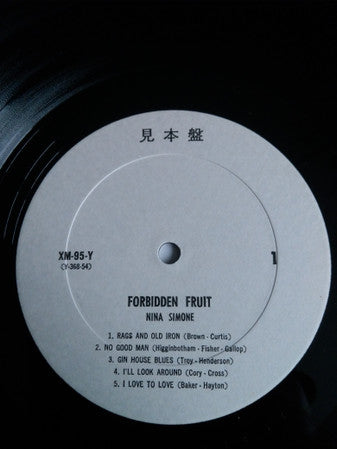 見本盤
XM-95-Y
(Y-368-54)
1
FORBIDDEN FRUIT
NINA SIMONE
1. RAGS AND OLD IRON (Brown - Curtis)
2. NO GOOD MAN (Higginbotham - Fisher - Gallop)
3. GIN HOUSE BLUES (Troy - Henderson)
4. I'LL LOOK AROUND (Cory - Cross)
5. I LOVE TO LOVE (Baker - Hayton)